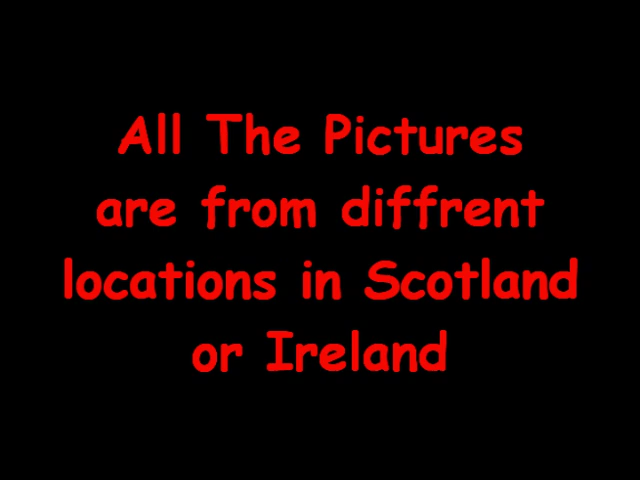 All The Pictures
are from diffrent
locations in Scotland
or Ireland